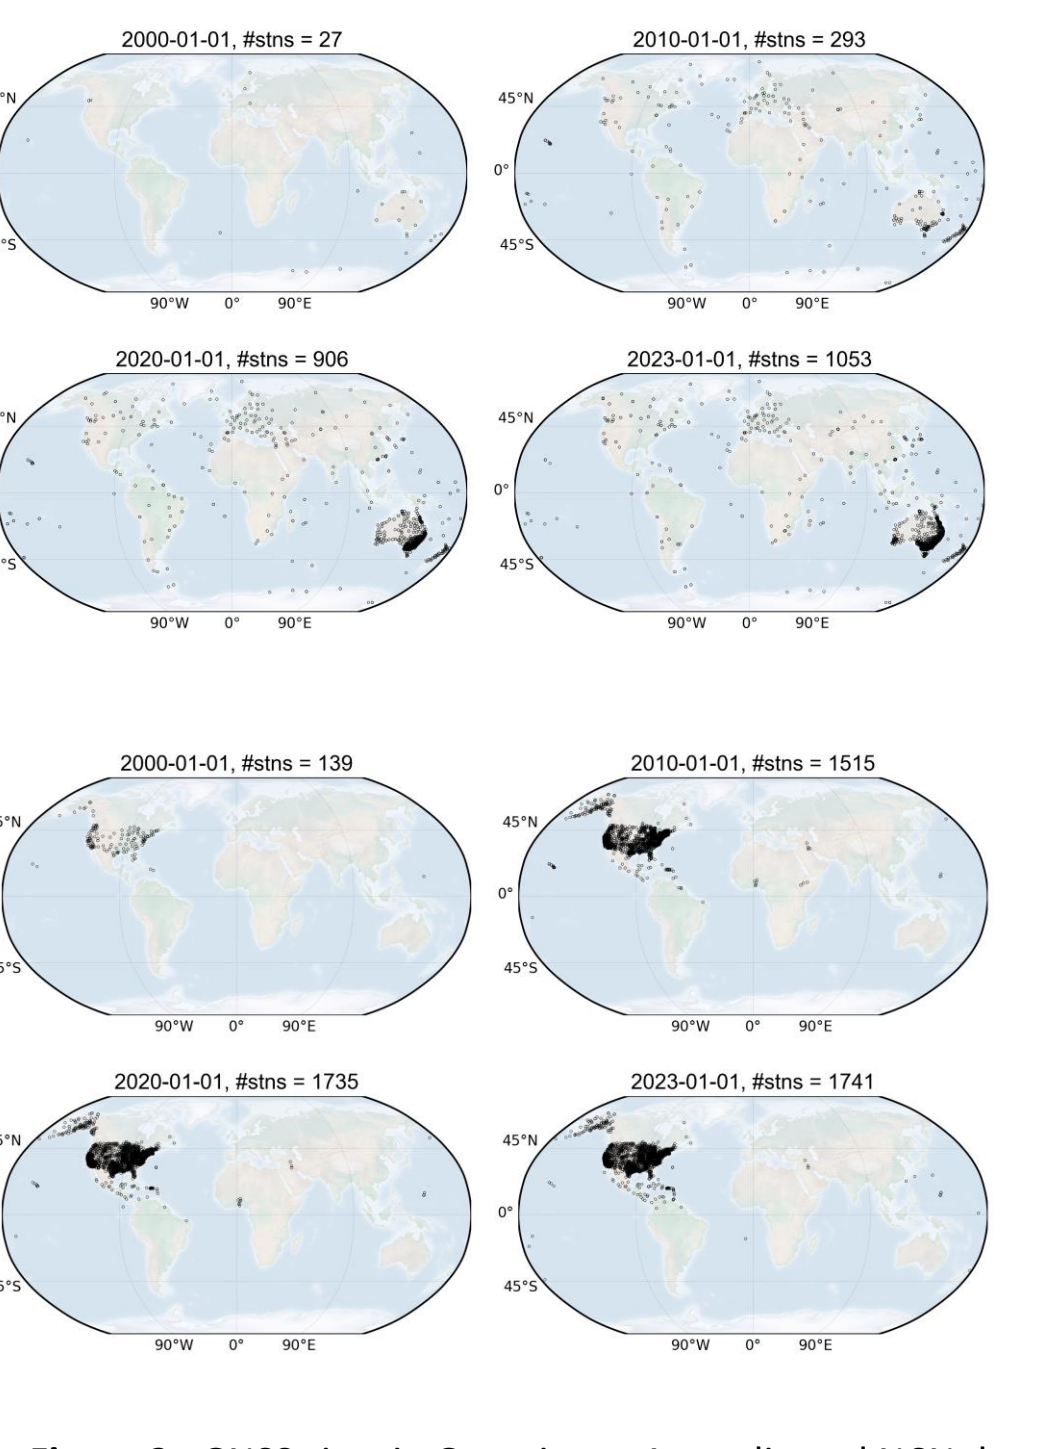 2000-01-01, #stns = 27
2010-01-01, #stns = 293
°N
45°N
0°
°S
45°S
90°W 0° 90°E
90°W 0° 90°E
2020-01-01, #stns = 906
2023-01-01, #stns = 1053
°N
45°N
0°
°S
45°S
90°W 0° 90°E
90°W 0° 90°E
2000-01-01, #stns = 139
2010-01-01, #stns = 1515
5°N
45°N
0°
5°S
45°S
90°W 0° 90°E
90°W 0° 90°E
2020-01-01, #stns = 1735
2023-01-01, #stns = 1741
5°N
45°N
0°
5°S
45°S
90°W 0° 90°E
90°W 0° 90°E